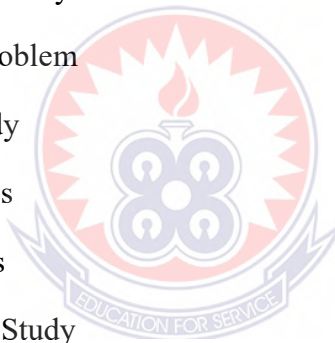 oblem
dy
s
s
EDUCATION FOR SERVICE
Study